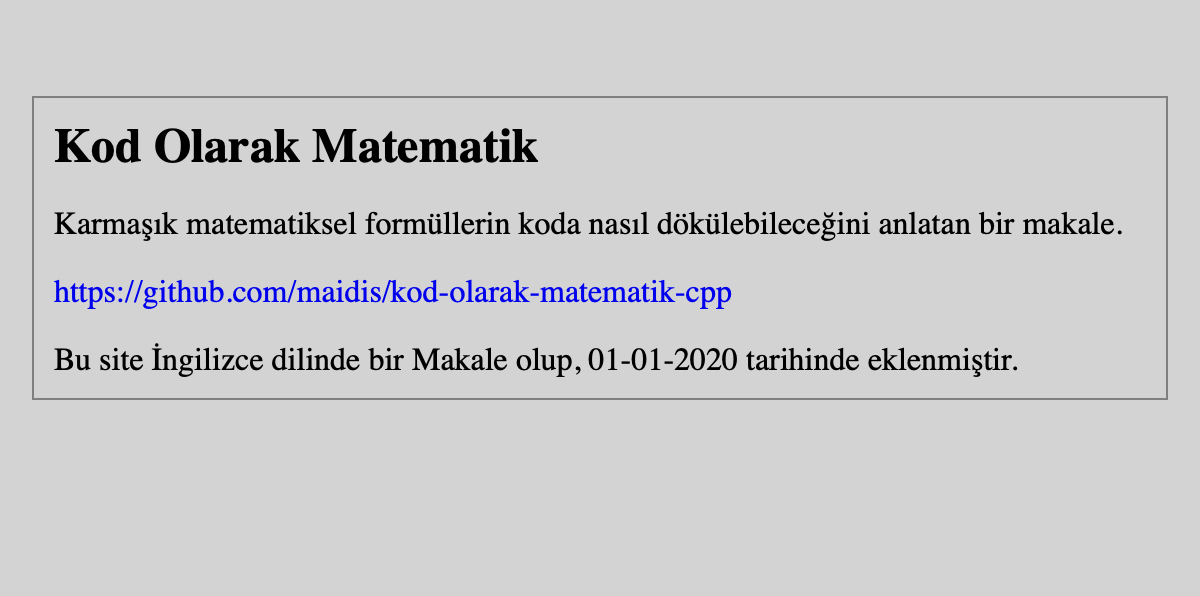 Kod Olarak Matematik
Karmaşık matematiksel formüllerin koda nasıl dökülebileceğini anlatan bir makale.
https://github.com/maidis/kod-olarak-matematik-cpp
Bu site İngilizce dilinde bir Makale olup, 01-01-2020 tarihinde eklenmiştir.